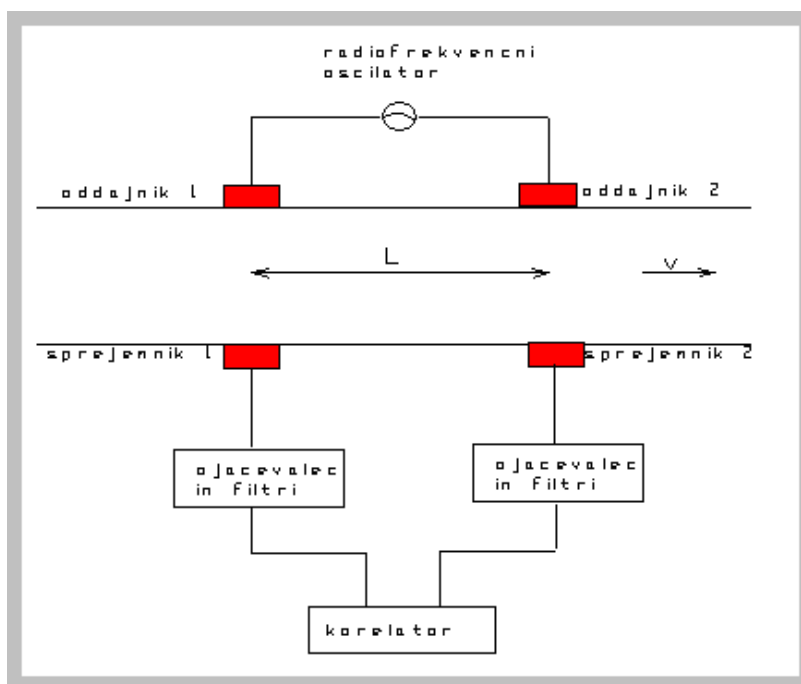 radiofrekvencni
oscilator
oddajnik 1
oddajnik 2
L
v
sprejemnik 1
sprejemnik 2
ojacevalec
in filtri
ojacevalec
in filtri
korelator